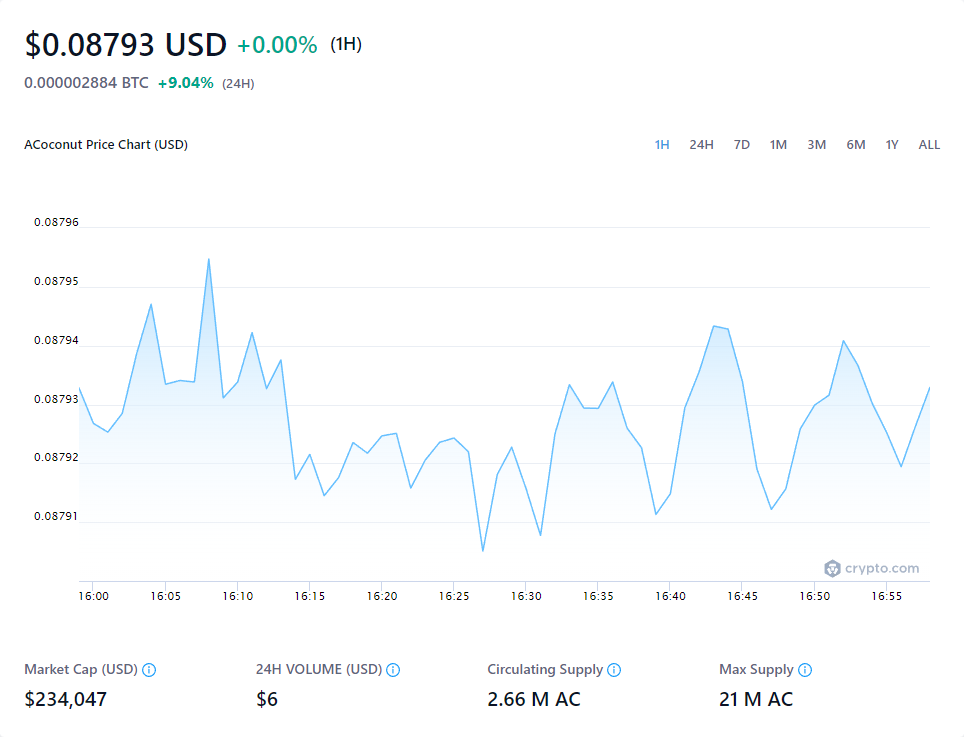 $0.08793 USD +0.00% (1H)
0.000002884 BTC +9.04% (24H)
ACoconut Price Chart (USD) 1H 24H 7D 1M 3M 6M 1Y ALL
0.08796
0.08795
0.08794
0.08793
0.08792
0.08791
crypto.com
16:00 16:05 16:10 16:15 16:20 16:25 16:30 16:35 16:40 16:45 16:50 16:55
Market Cap (USD) 24H VOLUME (USD) Circulating Supply Max Supply
$234,047 $6 2.66 M AC 21 M AC